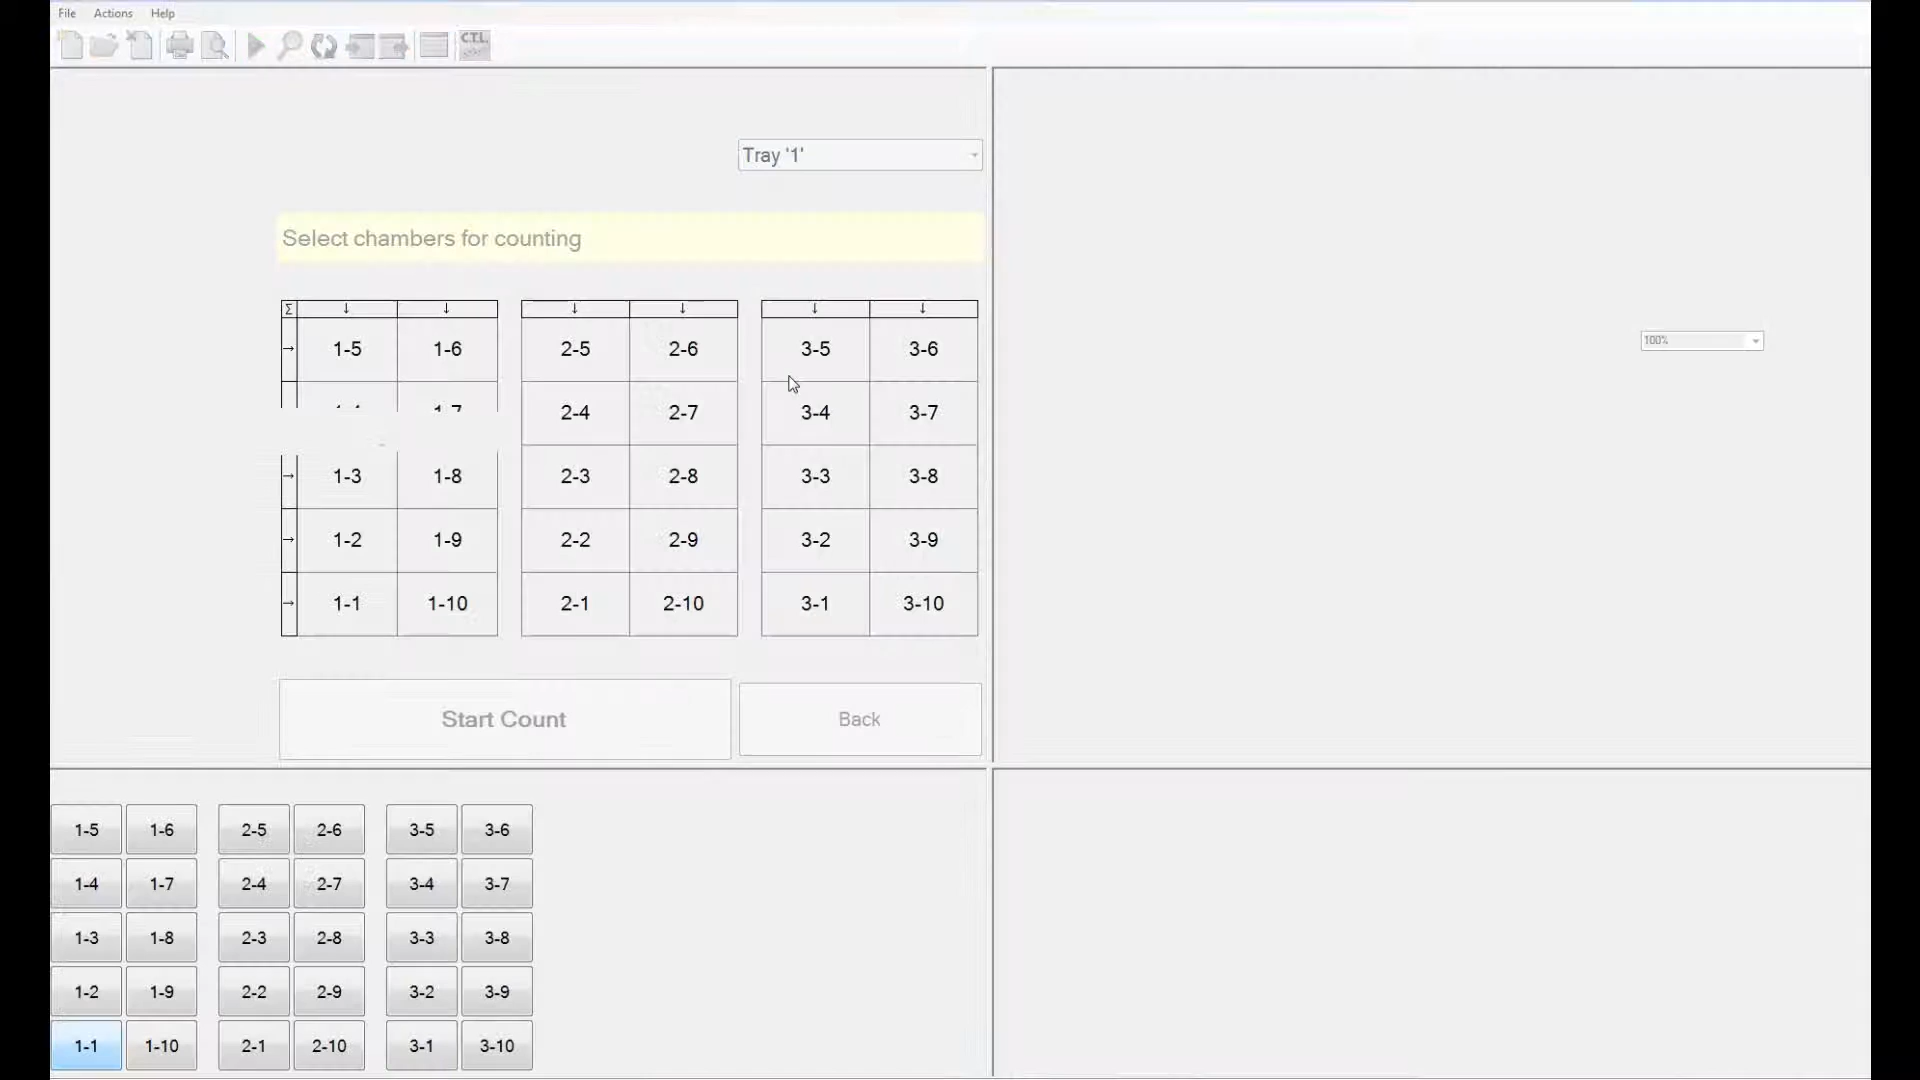 File Actions Help
C.T.L.
Tray '1'
Select chambers for counting
100%
Σ ↓ ↓ ↓ ↓ ↓ ↓
→ 1-5 1-6 2-5 2-6 3-5 3-6
2-4 2-7 3-4 3-7
→ 1-3 1-8 2-3 2-8 3-3 3-8
→ 1-2 1-9 2-2 2-9 3-2 3-9
→ 1-1 1-10 2-1 2-10 3-1 3-10
Start Count Back
1-5 1-6 2-5 2-6 3-5 3-6
1-4 1-7 2-4 2-7 3-4 3-7
1-3 1-8 2-3 2-8 3-3 3-8
1-2 1-9 2-2 2-9 3-2 3-9
1-1 1-10 2-1 2-10 3-1 3-10